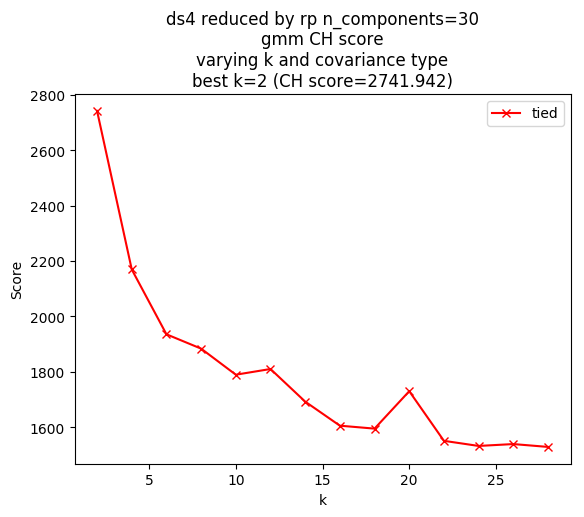 ds4 reduced by rp n_components=30
gmm CH score
varying k and covariance type
best k=2 (CH score=2741.942)
2800
2600
2400
2200
2000
1800
1600
Score
tied
5
10
15
20
25
k